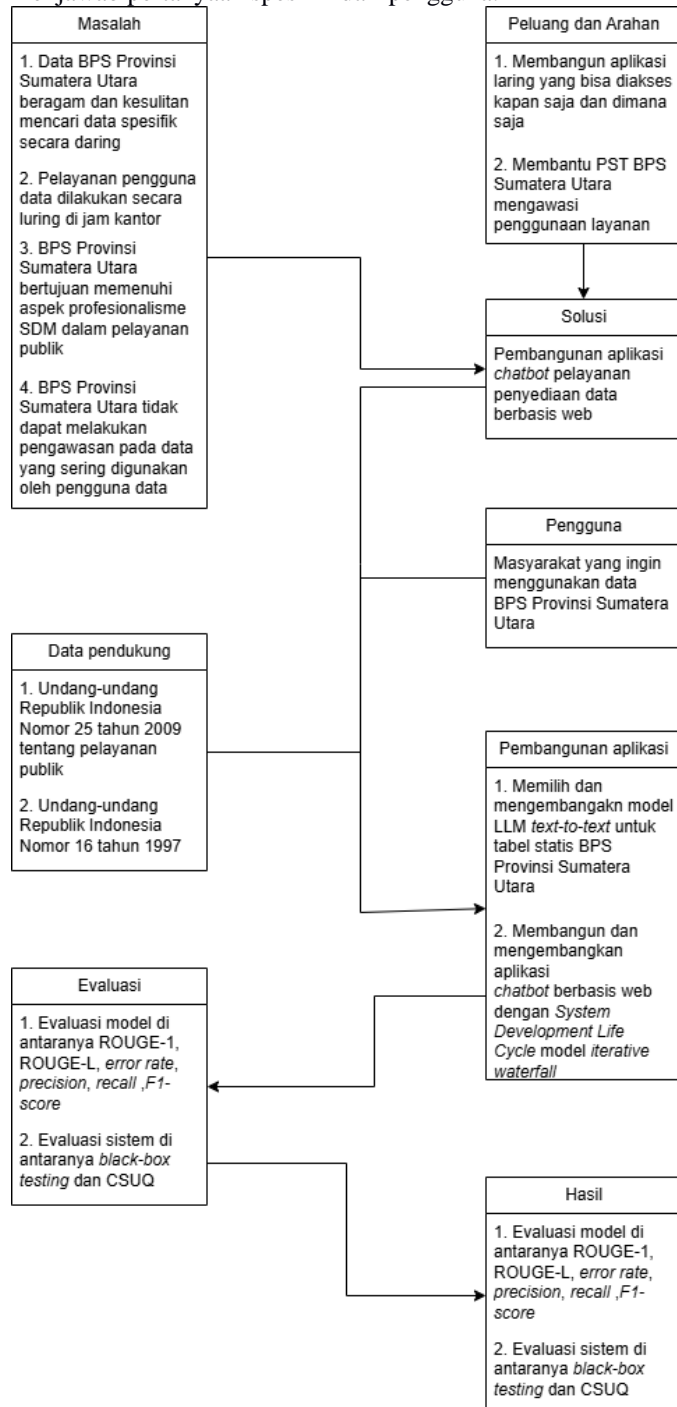 Masalah
1. Data BPS Provinsi
Sumatera Utara
beragam dan kesulitan
mencari data spesifik
secara daring
2. Pelayanan pengguna
data dilakukan secara
luring di jam kantor
3. BPS Provinsi
Sumatera Utara
bertujuan memenuhi
aspek profesionalisme
SDM dalam pelayanan
publik
4. BPS Provinsi
Sumatera Utara tidak
dapat melakukan
pengawasan pada data
yang sering digunakan
oleh pengguna data
Peluang dan Arahan
1. Membangun aplikasi
laring yang bisa diakses
kapan saja dan dimana
saja
2. Membantu PST BPS
Sumatera Utara
mengawasi
penggunaan layanan
Solusi
Pembangunan aplikasi
chatbot pelayanan
penyediaan data
berbasis web
Pengguna
Masyarakat yang ingin
menggunakan data
BPS Provinsi Sumatera
Utara
Data pendukung
1. Undang-undang
Republik Indonesia
Nomor 25 tahun 2009
tentang pelayanan
publik
2. Undang-undang
Republik Indonesia
Nomor 16 tahun 1997
Pembangunan aplikasi
1. Memilih dan
mengembangakn model
LLM text-to-text untuk
tabel statis BPS
Provinsi Sumatera
Utara
2. Membangun dan
mengembangkan
aplikasi
chatbot berbasis web
dengan System
Development Life
Cycle model iterative
waterfall
Evaluasi
1. Evaluasi model di
antaranya ROUGE-1,
ROUGE-L, error rate,
precision, recall ,F1-
score
2. Evaluasi sistem di
antaranya black-box
testing dan CSUQ
Hasil
1. Evaluasi model di
antaranya ROUGE-1,
ROUGE-L, error rate,
precision, recall ,F1-
score
2. Evaluasi sistem di
antaranya black-box
testing dan CSUQ